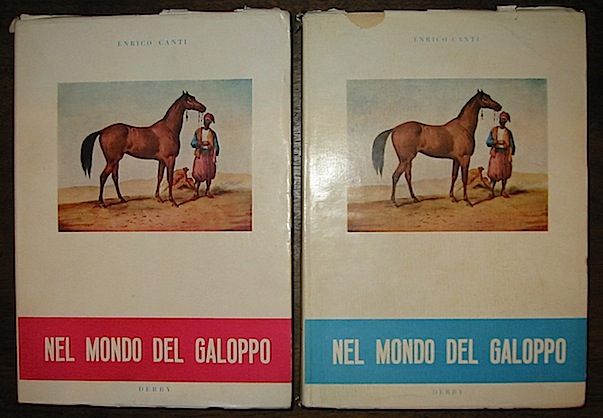 ENRICO CANTI
NEL MONDO DEL GALOPPO
DERBY
ENRICO CANTI
NEL MONDO DEL GALOPPO
DERBY